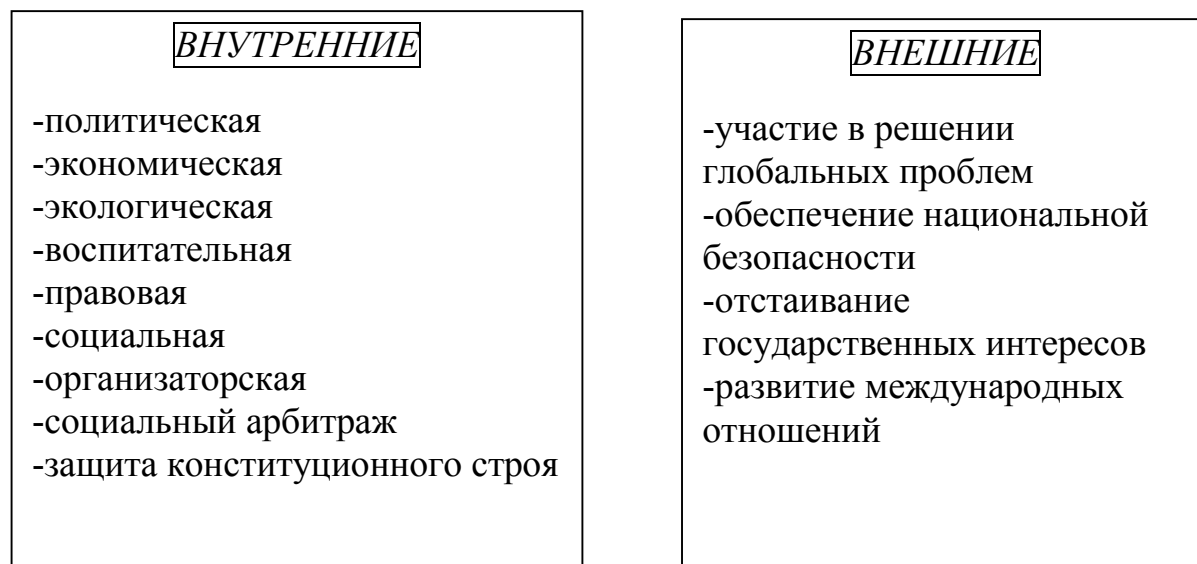 ВНУТРЕННИЕ
-политическая
-экономическая
-экологическая
-воспитательная
-правовая
-социальная
-организаторская
-социальный арбитраж
-защита конституционного строя
ВНЕШНИЕ
-участие в решении
глобальных проблем
-обеспечение национальной
безопасности
-отстаивание
государственных интересов
-развитие международных
отношений